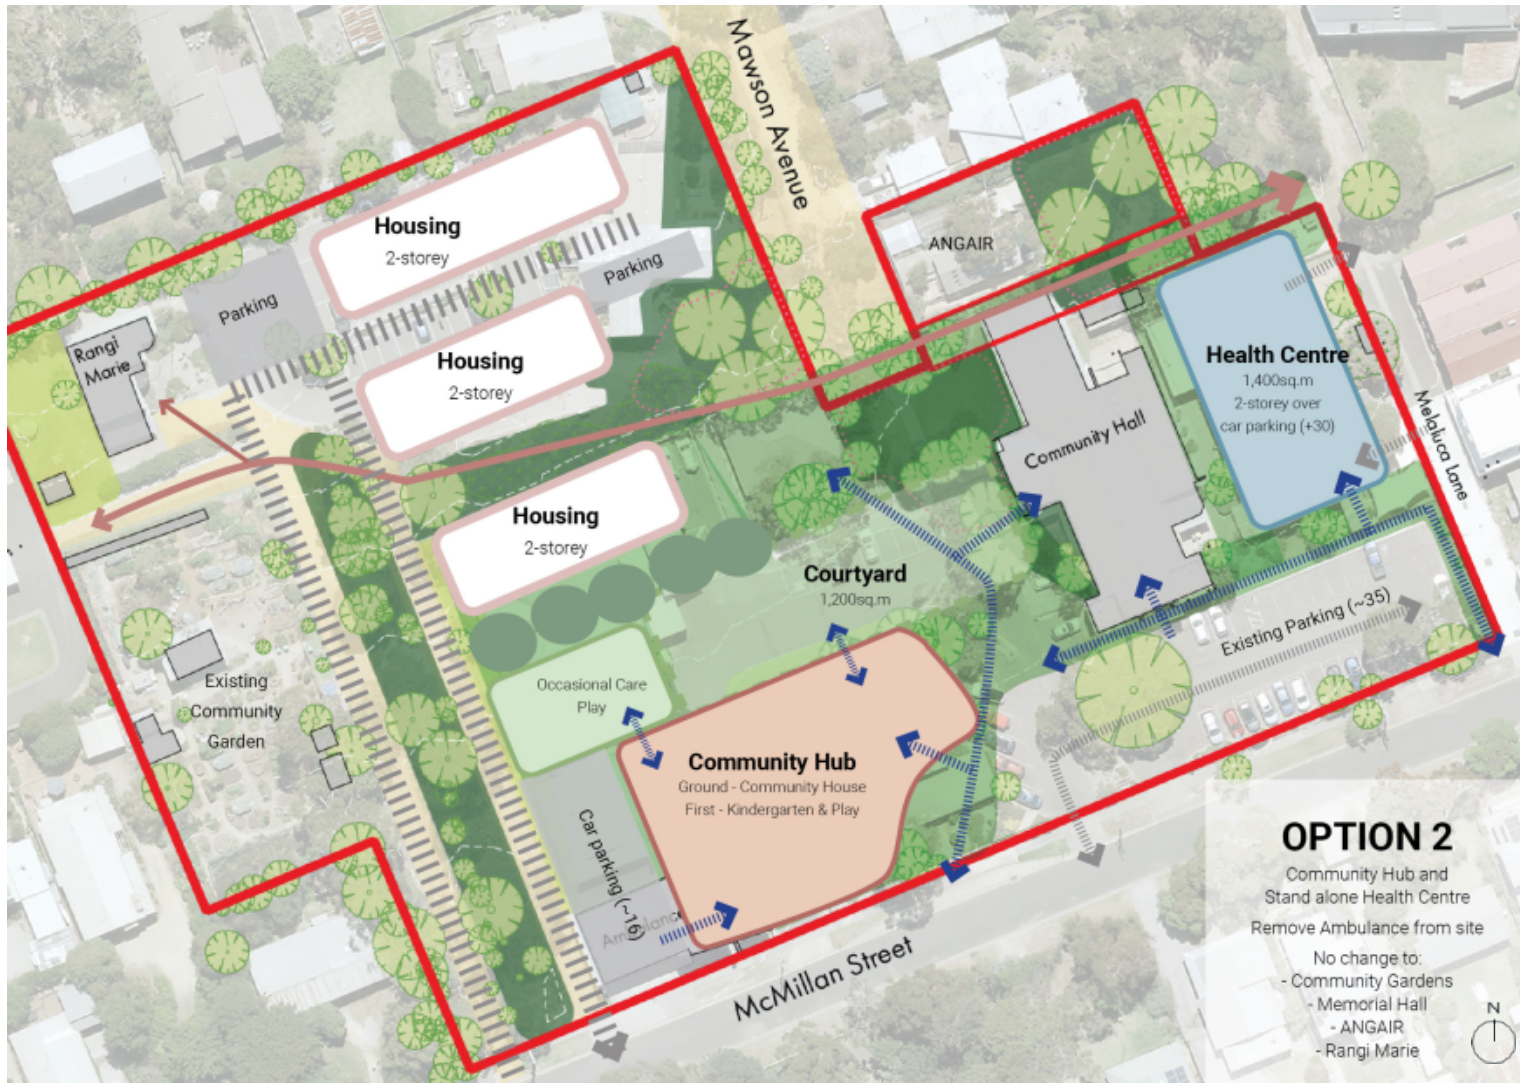 Mawson Avenue
Housing
2-storey
Parking
Parking
ANGAIR
Rangi
Marie
Housing
2-storey
Health Centre
1,400sq.m
2-storey over
car parking (+30)
Melaluca Lane
Community Hall
Housing
2-storey
Courtyard
1,200sq.m
Existing Parking (~35)
Occasional Care
Play
Existing
Community
Garden
Community Hub
Ground - Community House
First - Kindergarten & Play
Car parking (~16)
Ambulance
McMillan Street
OPTION 2
Community Hub and
Stand alone Health Centre
Remove Ambulance from site
No change to:
- Community Gardens
- Memorial Hall
- ANGAIR
- Rangi Marie
N